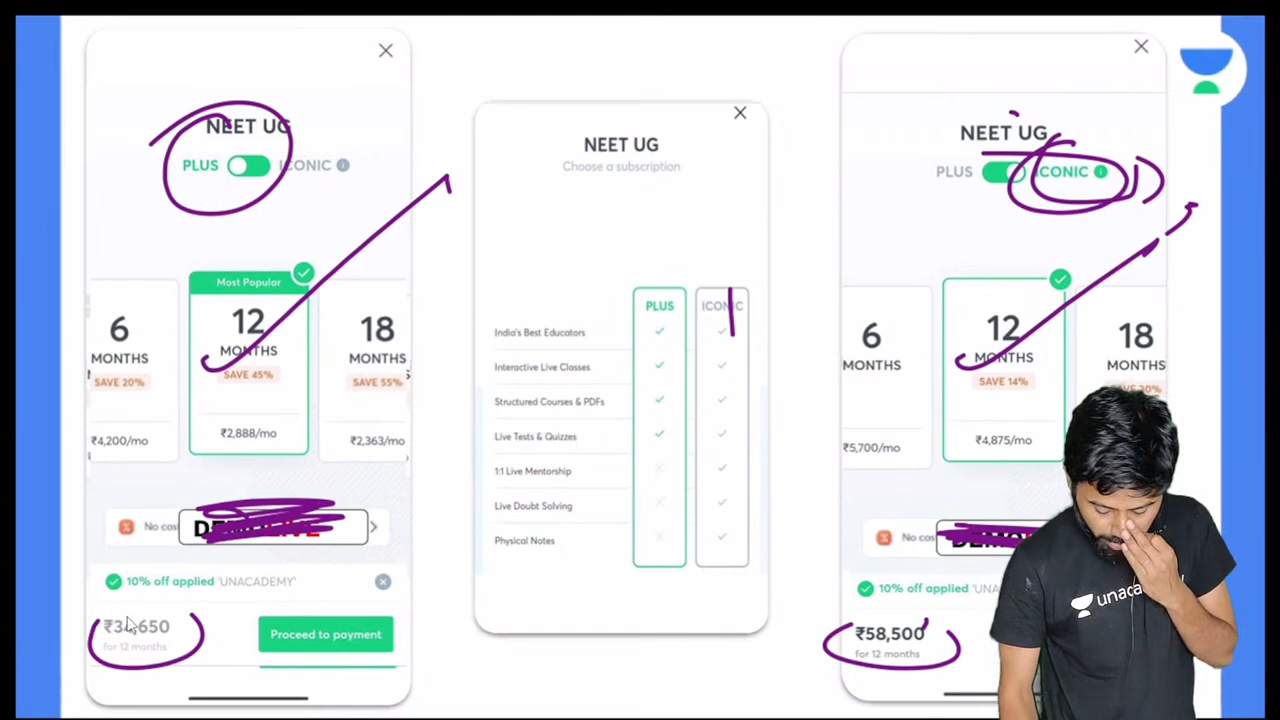 NEET UG
PLUS ICONIC
Most Popular
6
MONTHS
SAVE 20%
₹4,200/mo
12
MONTHS
SAVE 45%
₹2,888/mo
18
MONTHS
SAVE 55%
₹2,363/mo
No cos
10% off applied 'UNACADEMY'
for 12 months
Proceed to payment
NEET UG
Choose a subscription
PLUS ICONIC
India's Best Educators
Interactive Live Classes
Structured Courses & PDFs
Live Tests & Quizzes
1:1 Live Mentorship
Live Doubt Solving
Physical Notes
NEET UG
PLUS ICONIC
6
MONTHS
₹5,700/mo
12
MONTHS
SAVE 14%
₹4,875/mo
18
MONTHS
No cos
10% off applied 'UNA
₹58,500
for 12 months
unacademy